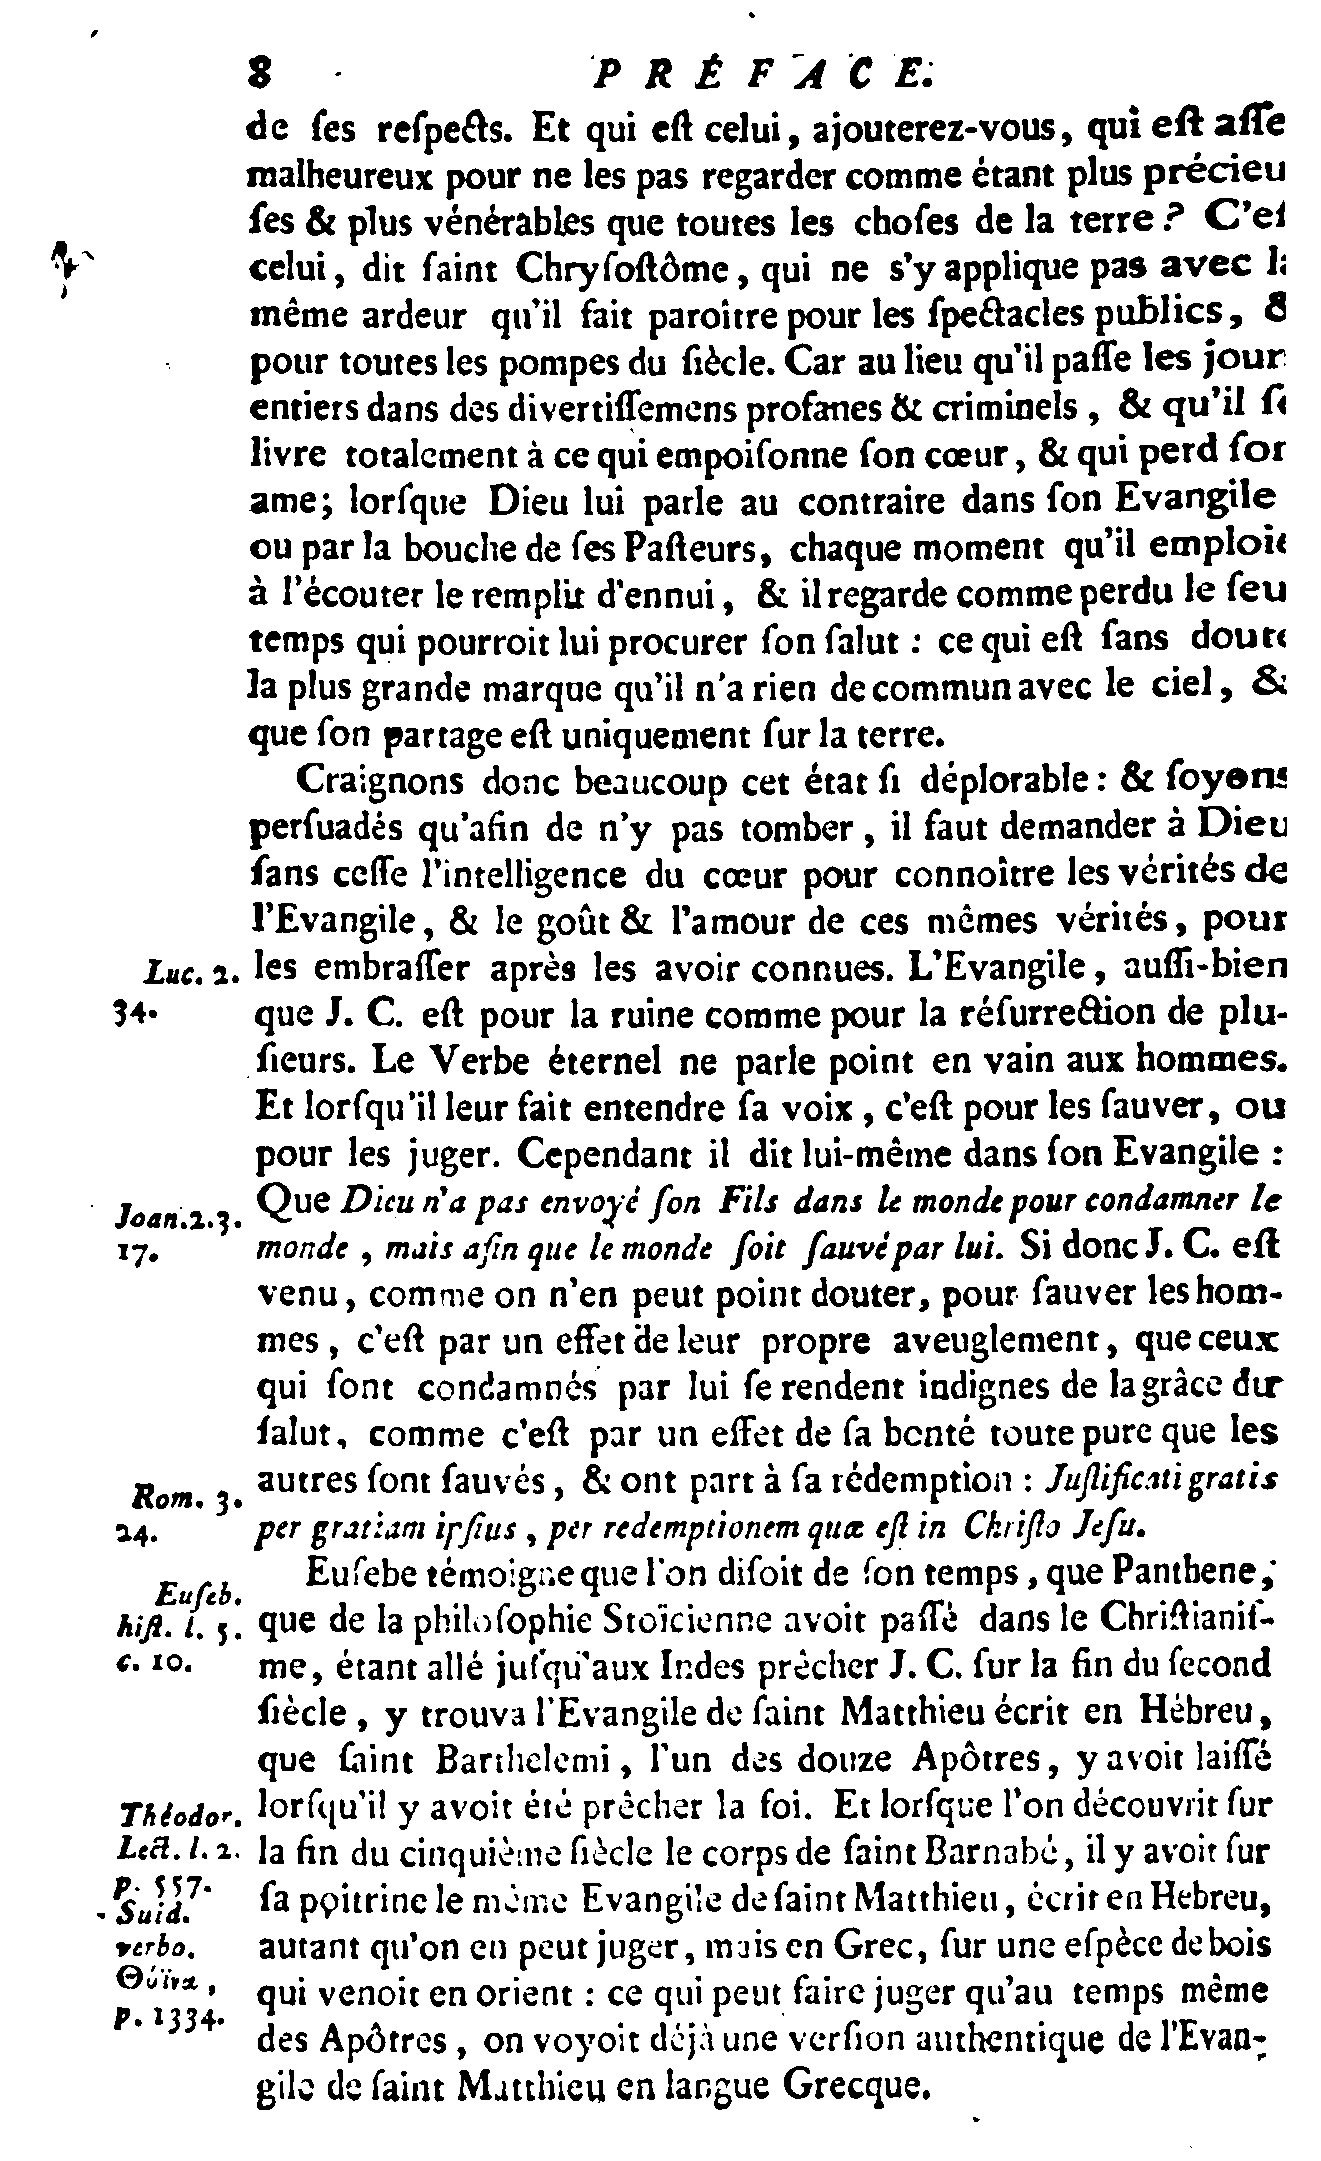 8 PRÉFACE.
de ſes reſpects. Et qui eſt celui, ajouterez-vous, qui eſt aſſe
malheureux pour ne les pas regarder comme étant plus précieu
ſes & plus vénérables que toutes les choſes de la terre? C'eſ
celui, dit ſaint Chryſoſtôme, qui ne s'y applique pas avec l
même ardeur qu'il fait paroître pour les ſpectacles publics, &
pour toutes les pompes du ſiècle. Car au lieu qu'il paſſe les jour
entiers dans des divertiſſemens profanes & criminels, & qu'il ſe
livre totalement à ce qui empoiſonne ſon cœur, & qui perd ſon
ame; lorſque Dieu lui parle au contraire dans ſon Evangile
ou par la bouche de ſes Paſteurs, chaque moment qu'il emploie
à l'écouter le remplit d'ennui, & il regarde comme perdu le ſeu
temps qui pourroit lui procurer ſon ſalut : ce qui eſt ſans doute
la plus grande marque qu'il n'a rien de commun avec le ciel, &
que ſon partage eſt uniquement ſur la terre.
Craignons donc beaucoup cet état ſi déplorable : & ſoyons
perſuadés qu'afin de n'y pas tomber, il faut demander à Dieu
ſans ceſſe l'intelligence du cœur pour connoître les vérités de
l'Evangile, & le goût & l'amour de ces mêmes vérités, pour
Luc. 2. les embraſſer après les avoir connues. L'Evangile, auſſi-bien
34. que J. C. eſt pour la ruine comme pour la réſurrection de plu-
ſieurs. Le Verbe éternel ne parle point en vain aux hommes.
Et lorſqu'il leur fait entendre ſa voix, c'eſt pour les ſauver, ou
pour les juger. Cependant il dit lui-même dans ſon Evangile :
Joan. 2. 3. Que Dieu n'a pas envoyé ſon Fils dans le monde pour condamner le
17. monde, mais afin que le monde ſoit ſauvé par lui. Si donc J. C. eſt
venu, comme on n'en peut point douter, pour ſauver les hom-
mes, c'eſt par un effet de leur propre aveuglement, que ceux
qui ſont condamnés par lui ſe rendent indignes de la grâce du
ſalut, comme c'eſt par un effet de ſa bonté toute pure que les
Rom. 3. autres ſont ſauvés, & ont part à ſa rédemption : Juſtificati gratis
24. per gratiam ipſius, per redemptionem quæ eſt in Chriſto Jeſu.
Euſeb. Euſebe témoigne que l'on diſoit de ſon temps, que Panthene,
hiſt. l. 5. que de la philoſophie Stoïcienne avoit paſſé dans le Chriſtianiſ-
c. 10. me, étant allé juſqu'aux Indes prêcher J. C. ſur la fin du ſecond
ſiècle, y trouva l'Evangile de ſaint Matthieu écrit en Hébreu,
que ſaint Barthelemi, l'un des douze Apôtres, y avoit laiſſé
Théodor. lorſqu'il y avoit été prêcher la foi. Et lorſque l'on découvrit ſur
Lect. l. 2. la fin du cinquième ſiècle le corps de ſaint Barnabé, il y avoit ſur
p. 557. Suid. ſa poitrine le même Evangile de ſaint Matthieu, écrit en Hebreu,
verbo. autant qu'on en peut juger, mais en Grec, ſur une eſpèce de bois
Θύϊνα, qui venoit en orient : ce qui peut faire juger qu'au temps même
p. 1334. des Apôtres, on voyoit déjà une verſion authentique de l'Evan-
gile de ſaint Matthieu en langue Grecque.